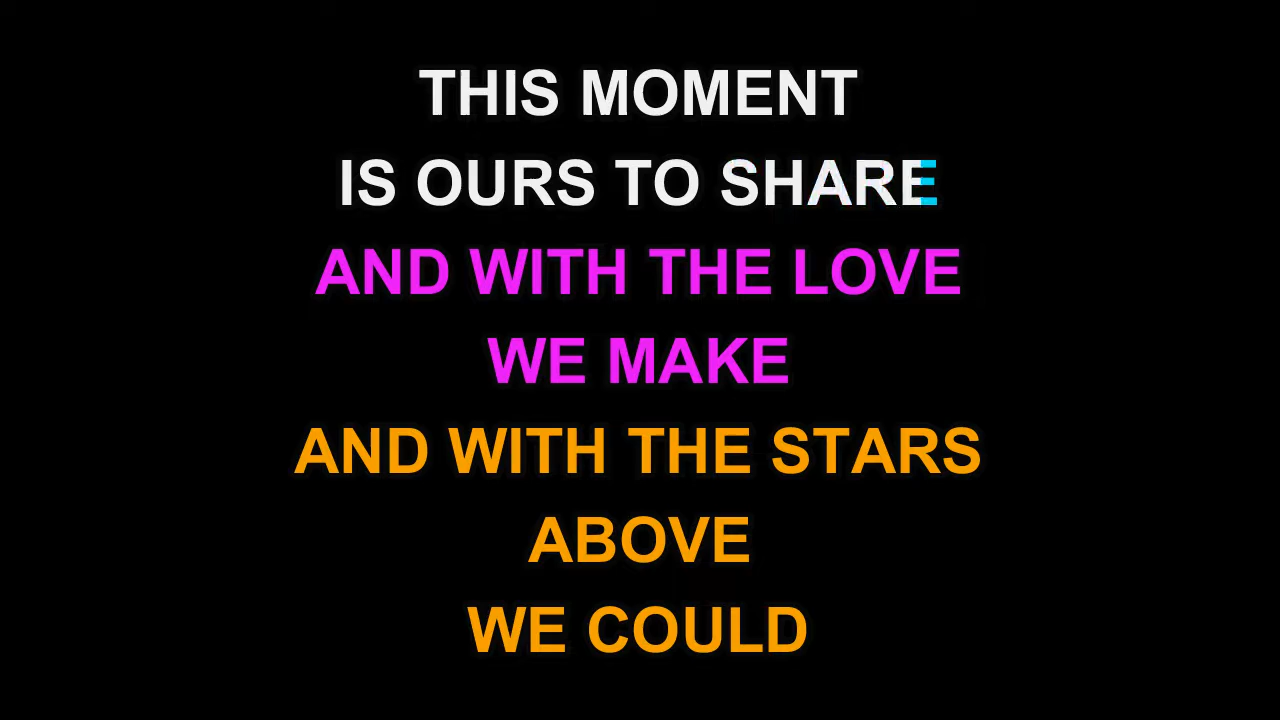 THIS MOMENT
IS OURS TO SHARE
AND WITH THE LOVE
WE MAKE
AND WITH THE STARS
ABOVE
WE COULD